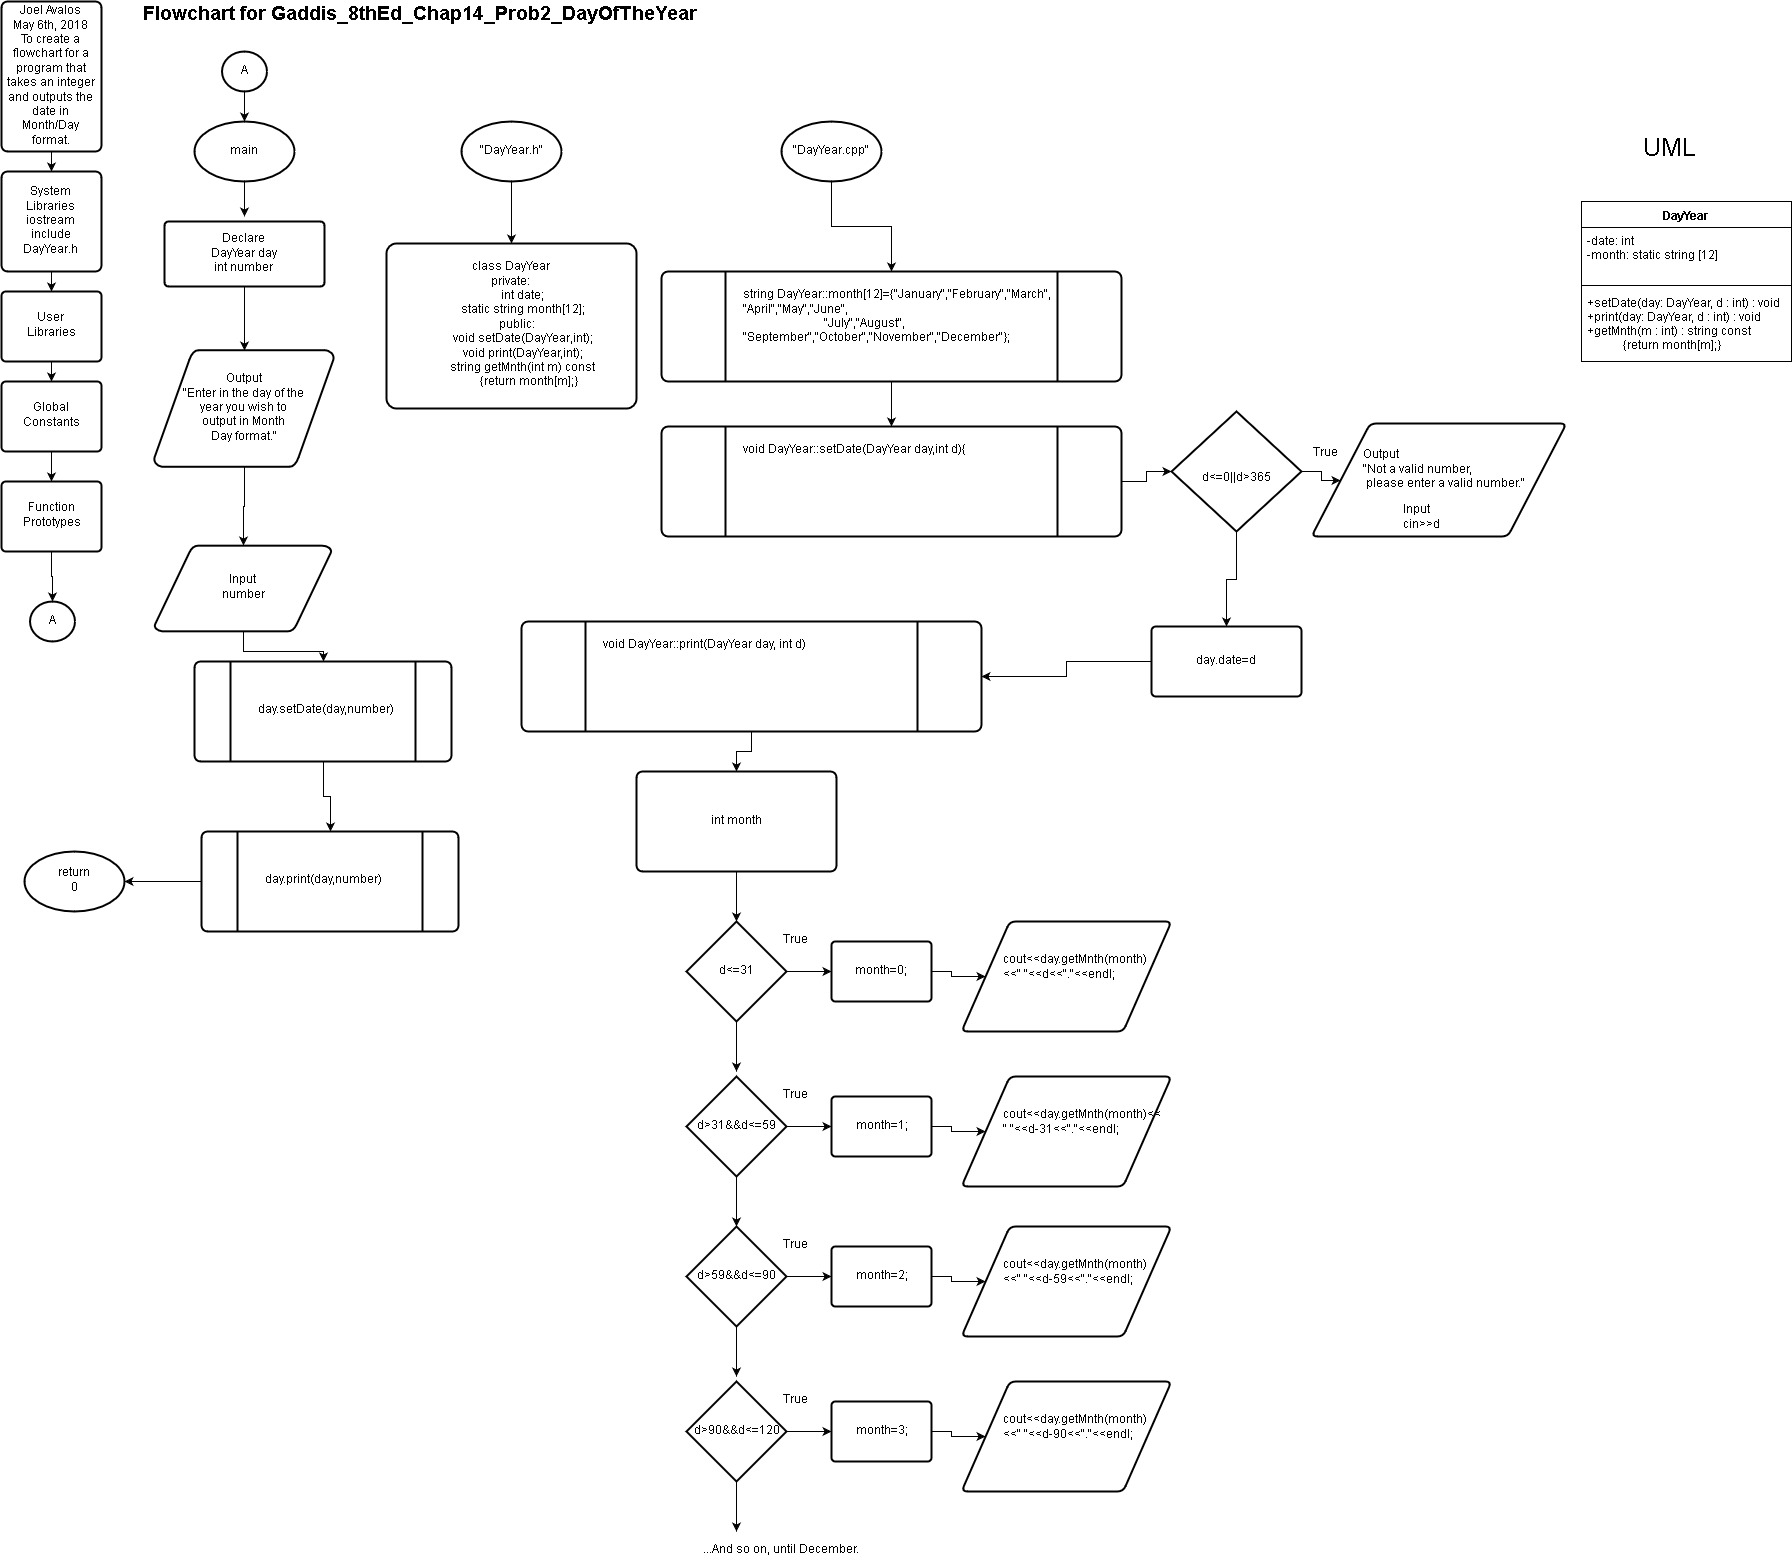 Flowchart for Gaddis_8thEd_Chap14_Prob2_DayOfTheYear
Joel Avalos
May 6th, 2018
To create a
flowchart for a
program that
takes an integer
and outputs the
date in
Month/Day
format.
System
Libraries
iostream
include
DayYear.h
User
Libraries
Global
Constants
Function
Prototypes
A
A
main
Declare
DayYear day
int number
Output
"Enter in the day of the
year you wish to
output in Month
Day format."
Input
number
day.setDate(day,number)
day.print(day,number)
return
0
"DayYear.h"
class DayYear
private:
int date;
static string month[12];
public:
void setDate(DayYear,int);
void print(DayYear,int);
string getMnth(int m) const
{return month[m];}
"DayYear.cpp"
string DayYear::month[12]={"January","February","March",
"April","May","June",
"July","August",
"September","October","November","December"};
void DayYear::setDate(DayYear day,int d){
d<=0||d>365
True
Output
"Not a valid number,
please enter a valid number."
Input
cin>>d
day.date=d
void DayYear::print(DayYear day, int d)
int month
d<=31
True
month=0;
cout<<day.getMnth(month)
<<" "<<d<<"."<<endl;
d>31&&d<=59
True
month=1;
cout<<day.getMnth(month)<<
" "<<d-31<<"."<<endl;
d>59&&d<=90
True
month=2;
cout<<day.getMnth(month)
<<" "<<d-59<<"."<<endl;
d>90&&d<=120
True
month=3;
cout<<day.getMnth(month)
<<" "<<d-90<<"."<<endl;
...And so on, until December.
UML
DayYear
-date: int
-month: static string [12]
+setDate(day: DayYear, d : int) : void
+print(day: DayYear, d : int) : void
+getMnth(m : int) : string const
{return month[m];}